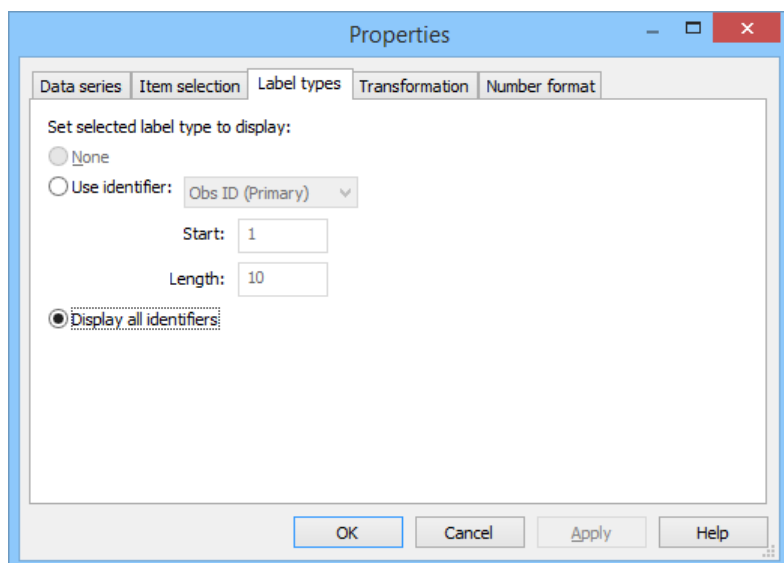 Properties
Data series Item selection Label types Transformation Number format
Set selected label type to display:
None
Use identifier: Obs ID (Primary)
Start: 1
Length: 10
Display all identifiers
OK Cancel Apply Help